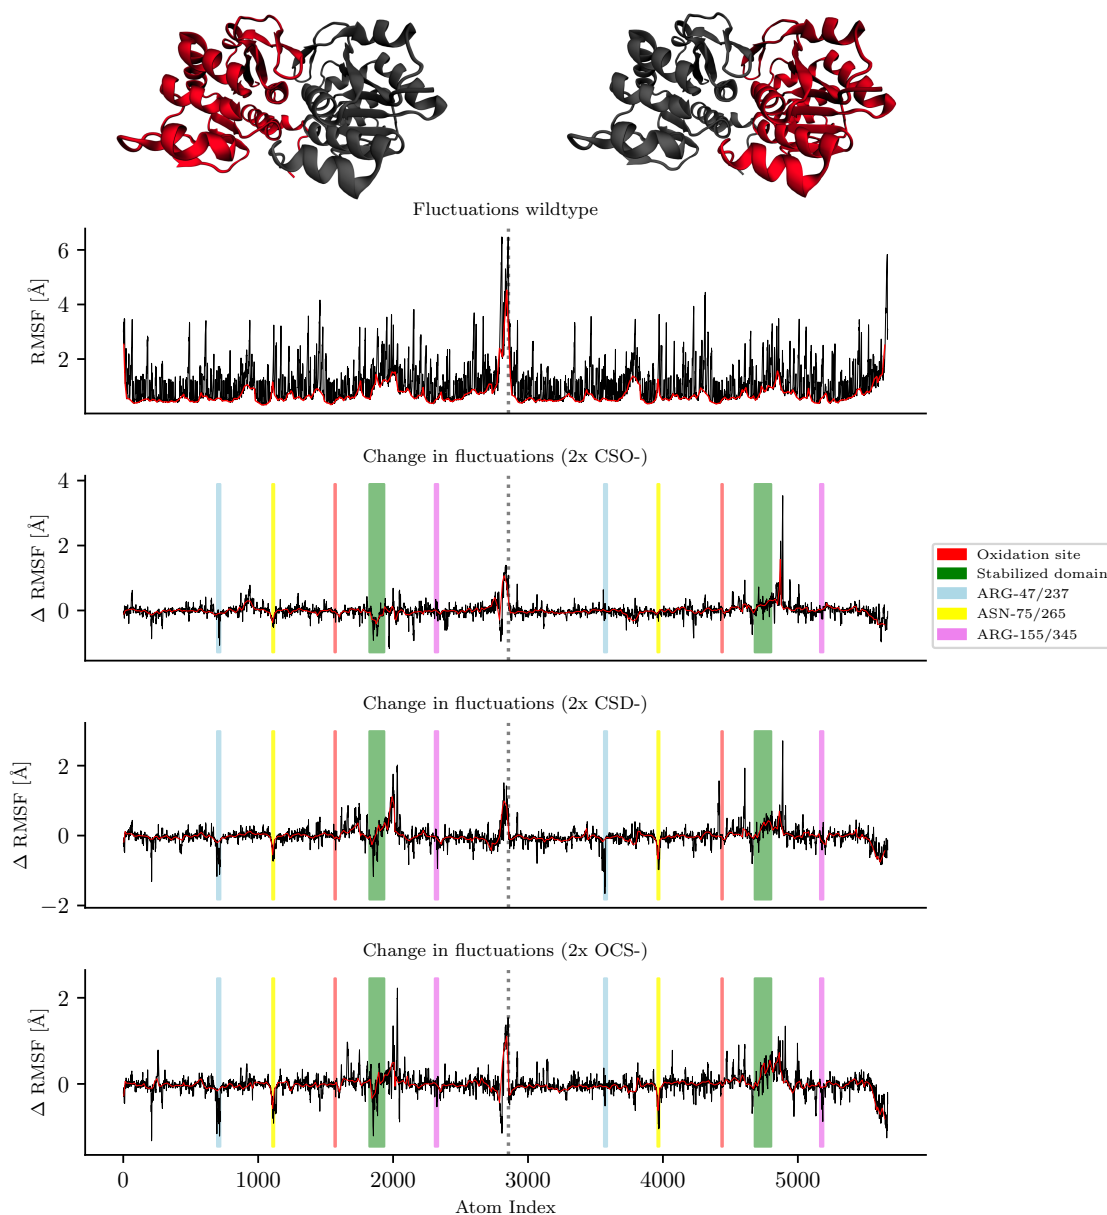 Fluctuations wildtype
6
4
2
RMSF [Å]
Change in fluctuations (2x CSO-)
4
2
0
Δ RMSF [Å]
Oxidation site
Stabilized domain
ARG-47/237
ASN-75/265
ARG-155/345
Change in fluctuations (2x CSD-)
2
0
−2
Δ RMSF [Å]
Change in fluctuations (2x OCS-)
2
0
Δ RMSF [Å]
0 1000 2000 3000 4000 5000
Atom Index